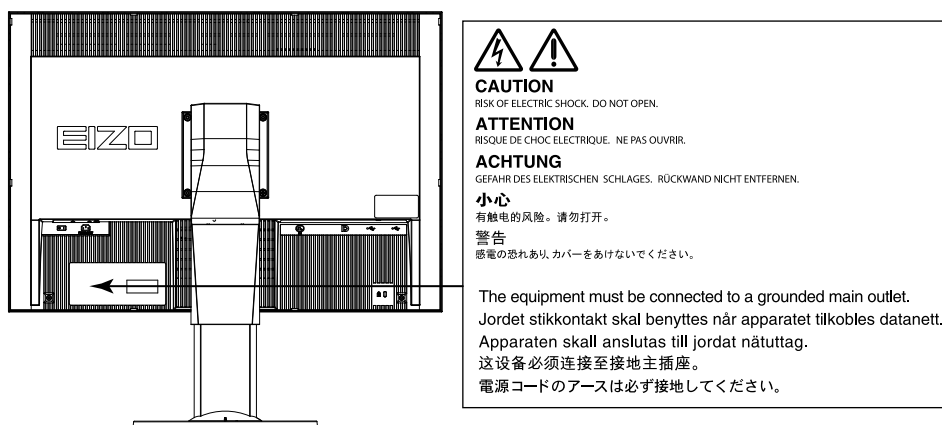 EIZO
CAUTION
RISK OF ELECTRIC SHOCK. DO NOT OPEN.
ATTENTION
RISQUE DE CHOC ELECTRIQUE. NE PAS OUVRIR.
ACHTUNG
GEFAHR DES ELEKTRISCHEN SCHLAGES. RÜCKWAND NICHT ENTFERNEN.
小心
有触电的风险。请勿打开。
警告
感電の恐れあり、カバーをあけないでください。
The equipment must be connected to a grounded main outlet.
Jordet stikkontakt skal benyttes når apparatet tilkobles datanett.
Apparaten skall anslutas till jordat nätuttag.
这设备必须连接至接地主插座。
電源コードのアースは必ず接地してください。